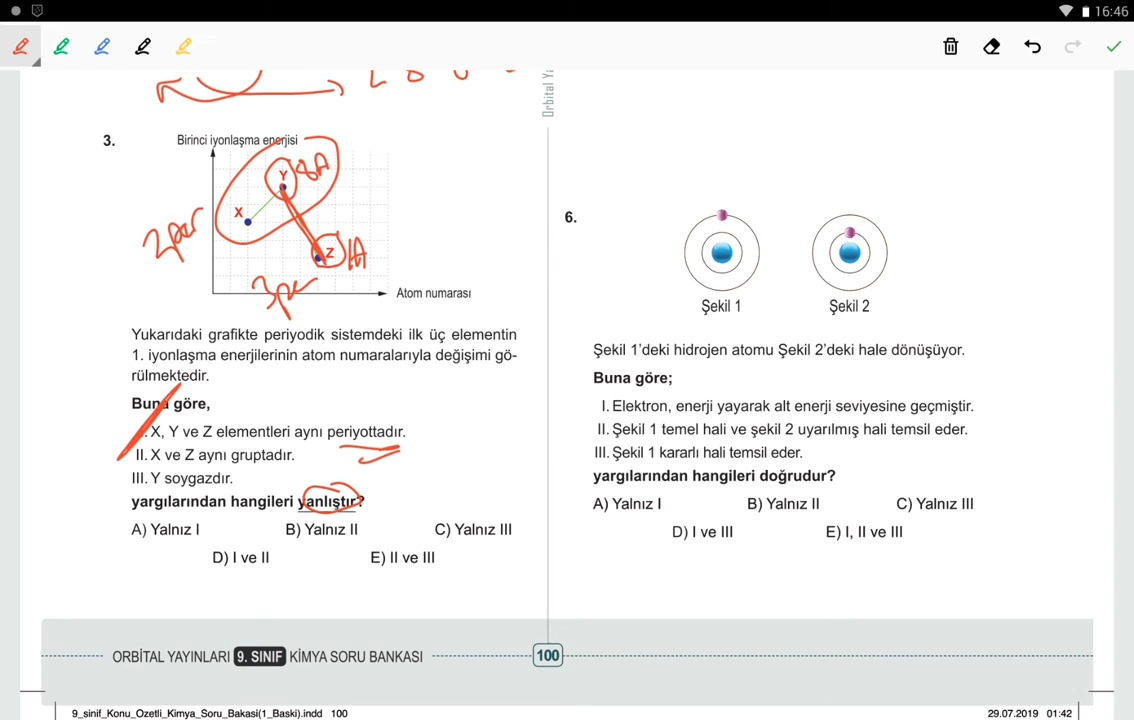 16:46
Orbital Ya
3.
Birinci iyonlaşma enerjisi
Y
8A
X
2per
Z
1A
3per
Atom numarası
Yukarıdaki grafikte periyodik sistemdeki ilk üç elementin
1. iyonlaşma enerjilerinin atom numaralarıyla değişimi gö-
rülmektedir.
Buna göre,
I. X, Y ve Z elementleri aynı periyottadır.
II. X ve Z aynı gruptadır.
III. Y soygazdır.
yargılarından hangileri yanlıştır?
A) Yalnız I
B) Yalnız II
C) Yalnız III
D) I ve II
E) II ve III
6.
Şekil 1
Şekil 2
Şekil 1'deki hidrojen atomu Şekil 2'deki hale dönüşüyor.
Buna göre;
I. Elektron, enerji yayarak alt enerji seviyesine geçmiştir.
II. Şekil 1 temel hali ve şekil 2 uyarılmış hali temsil eder.
III. Şekil 1 kararlı hali temsil eder.
yargılarından hangileri doğrudur?
A) Yalnız I
B) Yalnız II
C) Yalnız III
D) I ve III
E) I, II ve III
ORBİTAL YAYINLARI 9. SINIF KİMYA SORU BANKASI
100
9_sinif_Konu_Ozetli_Kimya_Soru_Bakasi(1_Baski).indd 100
29.07.2019 01:42